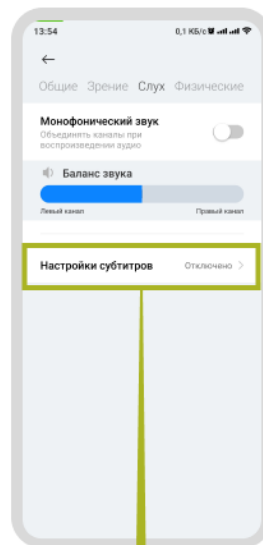 13:54 0,1 КБ/с
Общие Зрение Слух Физические
Монофонический звук
Объединять каналы при
воспроизведении аудио
Баланс звука
Левый канал Правый канал
Настройки субтитров Отключено